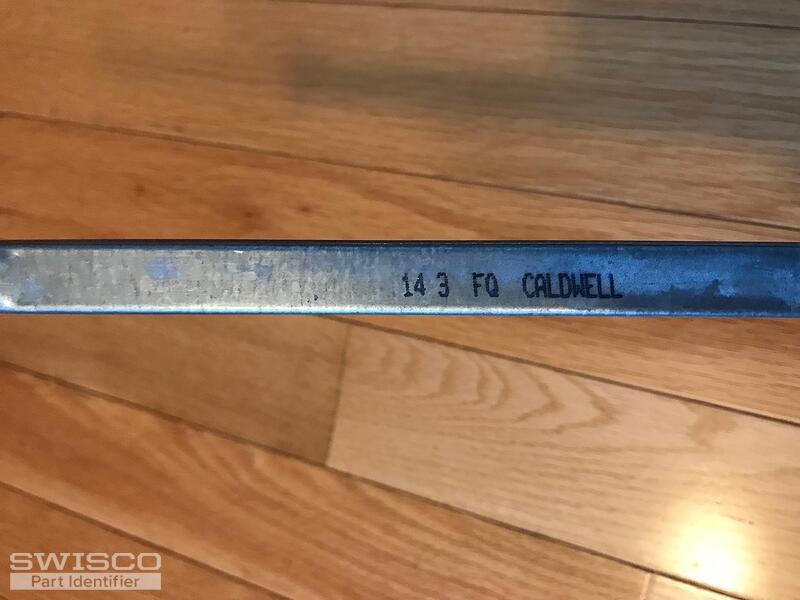 14 3 FQ CALDWELL
SWISCO
Part Identifier